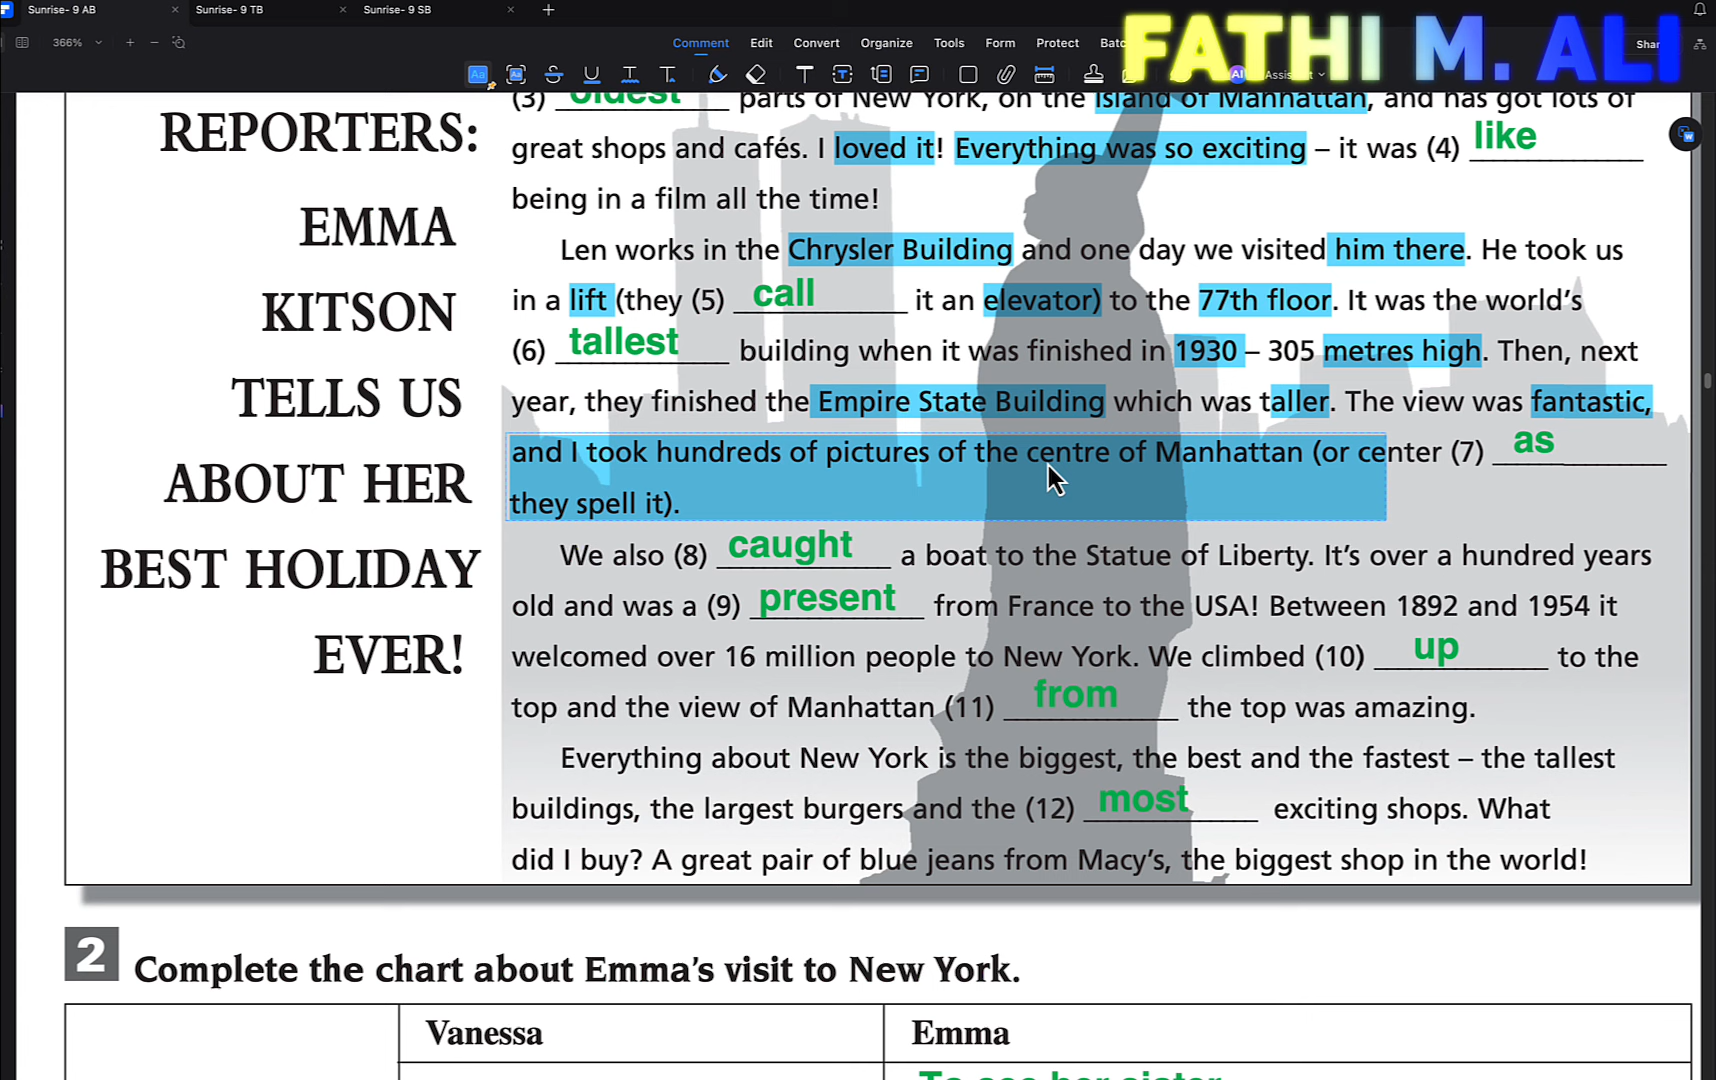 Sunrise- 9 AB
Sunrise- 9 TB
Sunrise- 9 SB
366%
Comment Edit Convert Organize Tools Form Protect
Shar
FATHI M. ALI
REPORTERS:
EMMA
KITSON
TELLS US
ABOUT HER
BEST HOLIDAY
EVER!
(3) oldest parts of New York, on the island of Manhattan, and has got lots of
great shops and cafés. I loved it! Everything was so exciting – it was (4) like
being in a film all the time!
Len works in the Chrysler Building and one day we visited him there. He took us
in a lift (they (5) call it an elevator) to the 77th floor. It was the world's
(6) tallest building when it was finished in 1930 – 305 metres high. Then, next
year, they finished the Empire State Building which was taller. The view was fantastic,
and I took hundreds of pictures of the centre of Manhattan (or center (7) as
they spell it).
We also (8) caught a boat to the Statue of Liberty. It's over a hundred years
old and was a (9) present from France to the USA! Between 1892 and 1954 it
welcomed over 16 million people to New York. We climbed (10) up to the
top and the view of Manhattan (11) from the top was amazing.
Everything about New York is the biggest, the best and the fastest – the tallest
buildings, the largest burgers and the (12) most exciting shops. What
did I buy? A great pair of blue jeans from Macy's, the biggest shop in the world!
2 Complete the chart about Emma's visit to New York.
Vanessa Emma
To see her sister